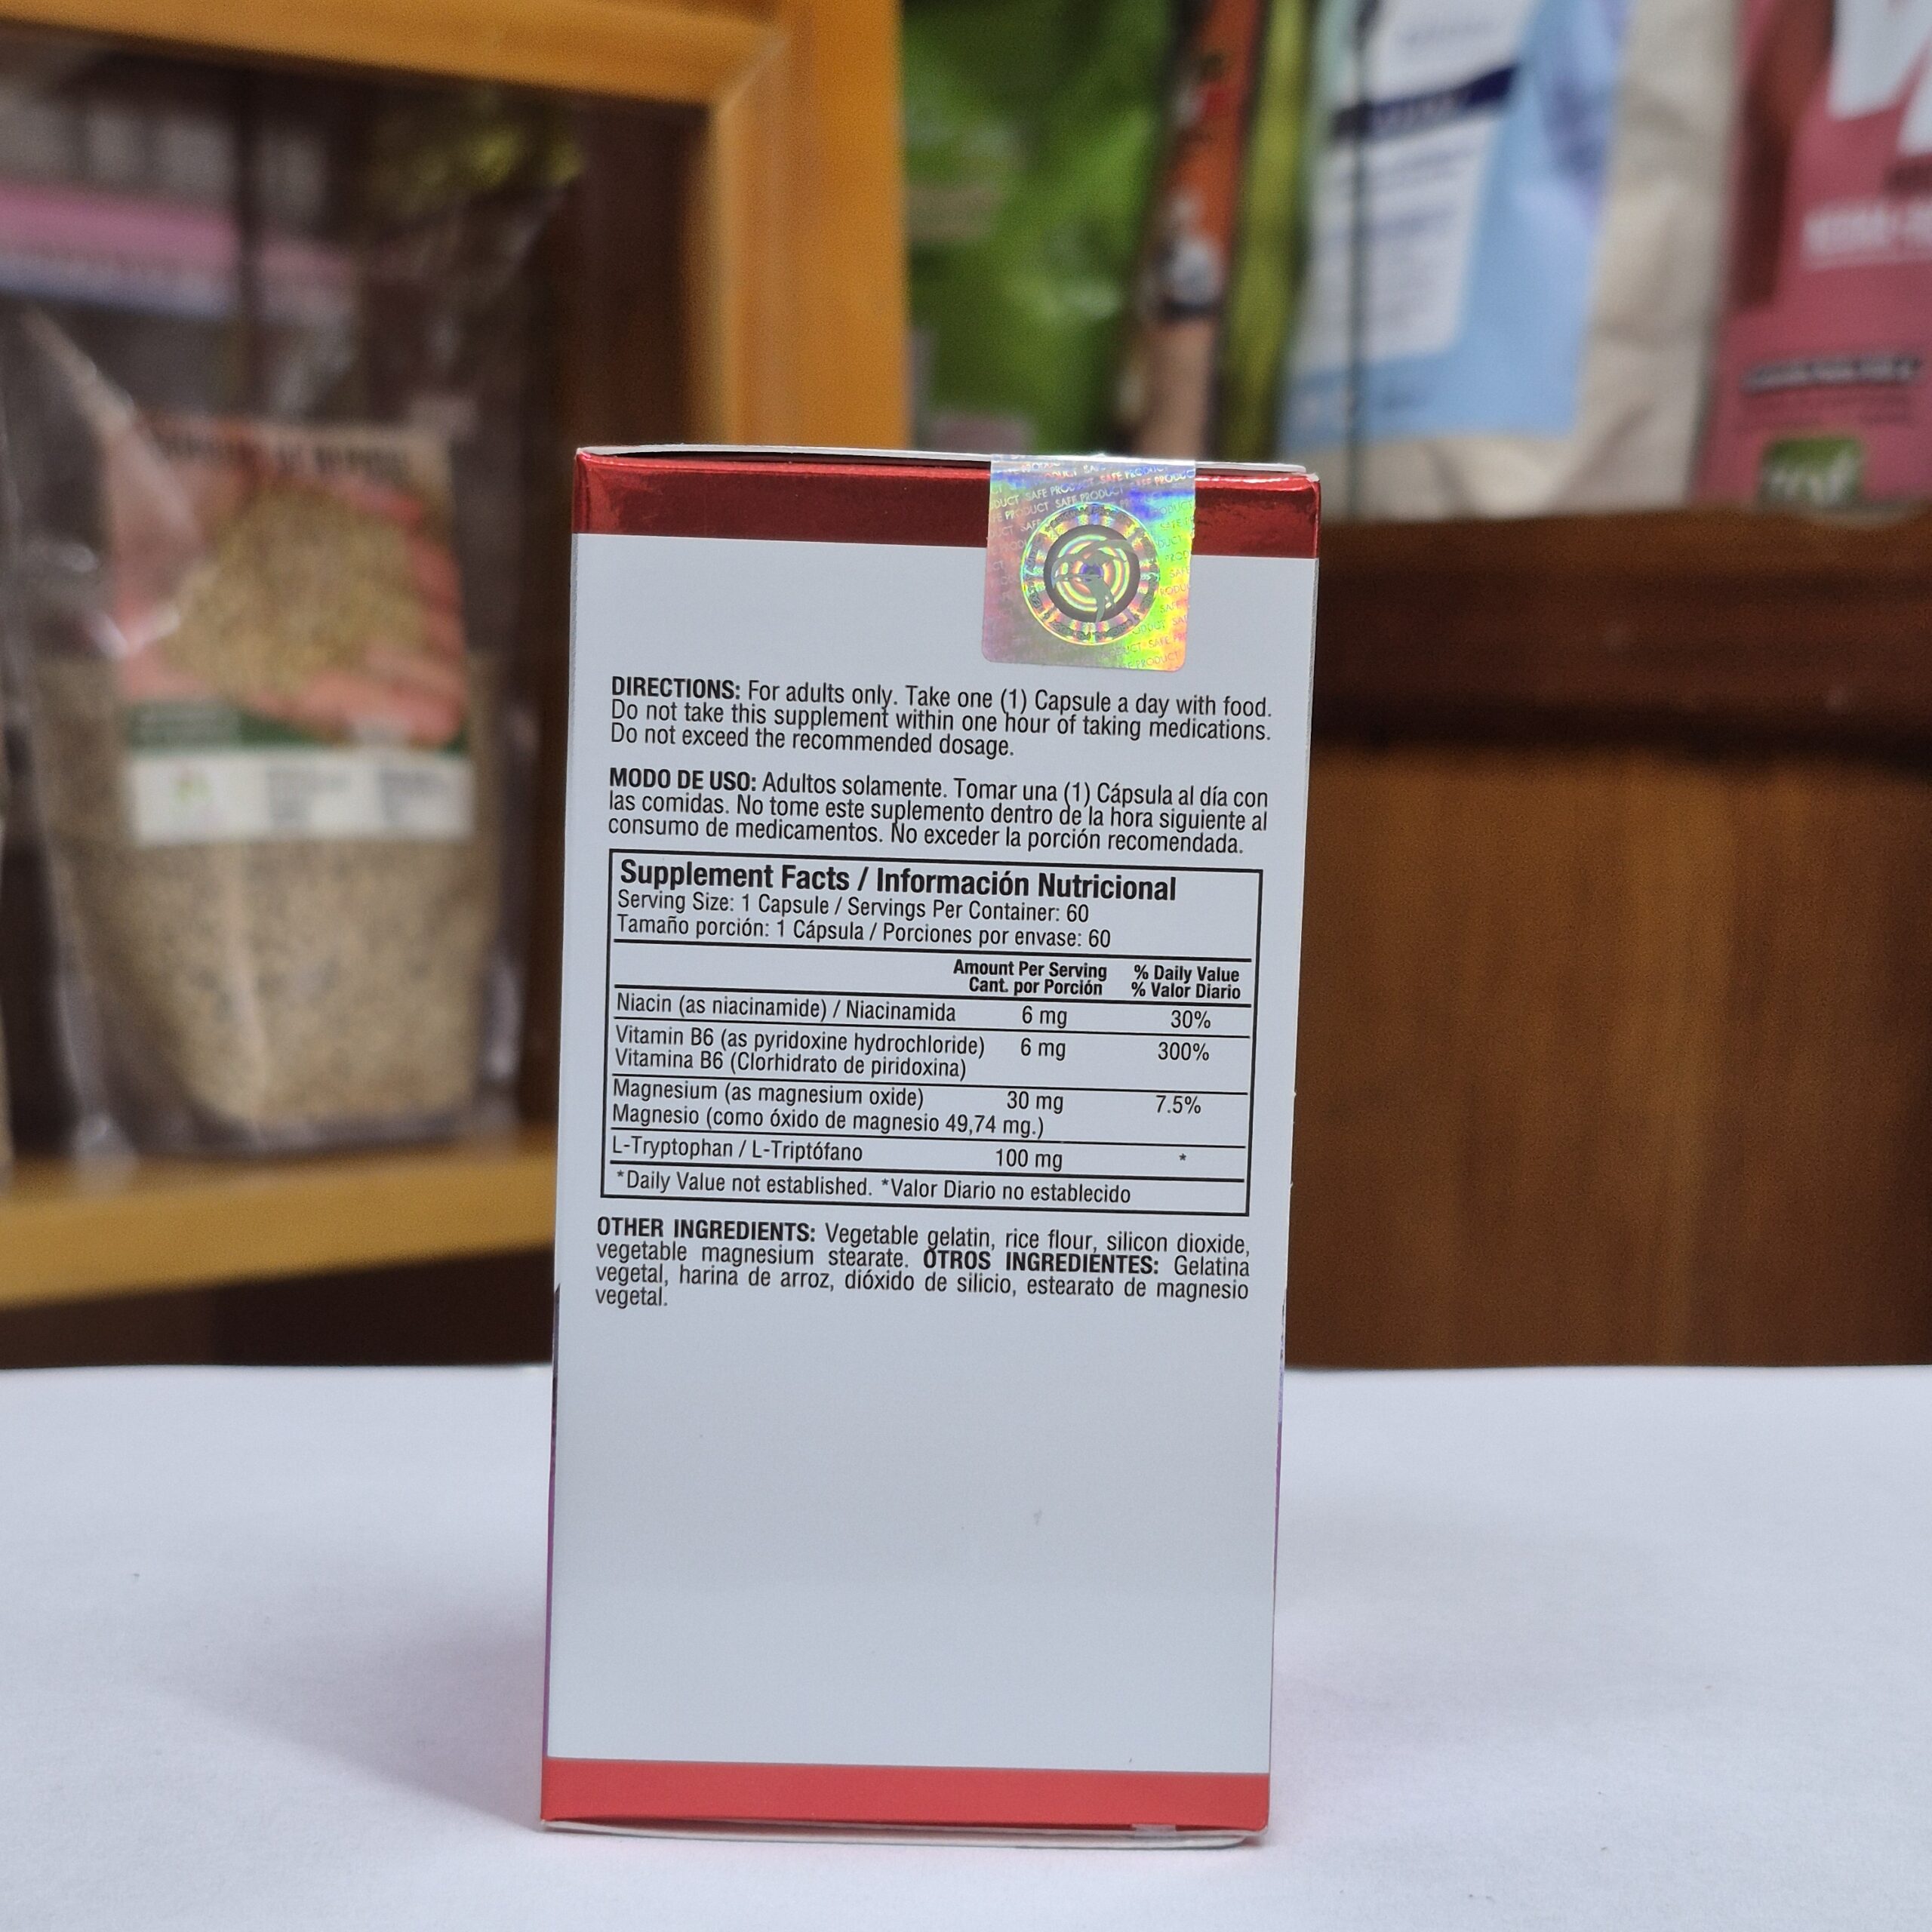 SAFE PRODUCT SAFE PRODUCT
DIRECTIONS: For adults only. Take one (1) Capsule a day with food.
Do not take this supplement within one hour of taking medications.
Do not exceed the recommended dosage.
MODO DE USO: Adultos solamente. Tomar una (1) Cápsula al día con
las comidas. No tome este suplemento dentro de la hora siguiente al
consumo de medicamentos. No exceder la porción recomendada.
Supplement Facts / Información Nutricional
Serving Size: 1 Capsule / Servings Per Container: 60
Tamaño porción: 1 Cápsula / Porciones por envase: 60
Amount Per Serving % Daily Value
Cant. por Porción % Valor Diario
Niacin (as niacinamide) / Niacinamida 6 mg 30%
Vitamin B6 (as pyridoxine hydrochloride) 6 mg 300%
Vitamina B6 (Clorhidrato de piridoxina)
Magnesium (as magnesium oxide) 30 mg 7.5%
Magnesio (como óxido de magnesio 49,74 mg.)
L-Tryptophan / L-Triptófano 100 mg *
*Daily Value not established. *Valor Diario no establecido
OTHER INGREDIENTS: Vegetable gelatin, rice flour, silicon dioxide,
vegetable magnesium stearate. OTROS INGREDIENTES: Gelatina
vegetal, harina de arroz, dióxido de silicio, estearato de magnesio
vegetal.